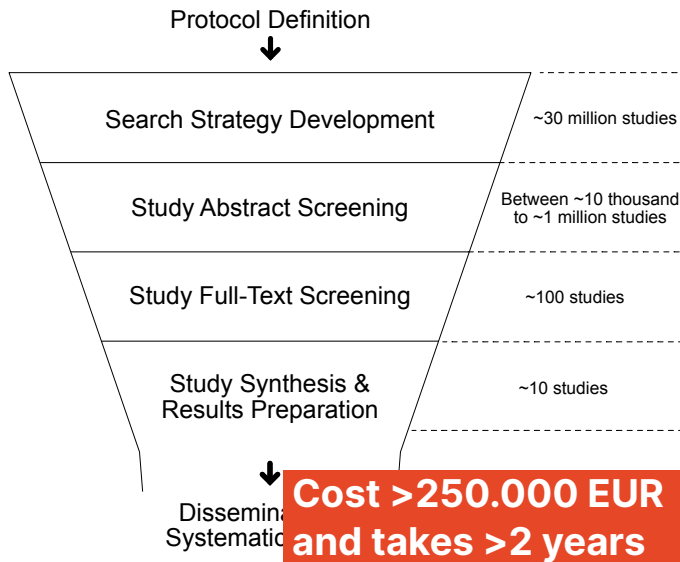 Protocol Definition
Search Strategy Development
~30 million studies
Study Abstract Screening
Between ~10 thousand
to ~1 million studies
Study Full-Text Screening
~100 studies
Study Synthesis &
Results Preparation
~10 studies
Cost >250.000 EUR
and takes >2 years